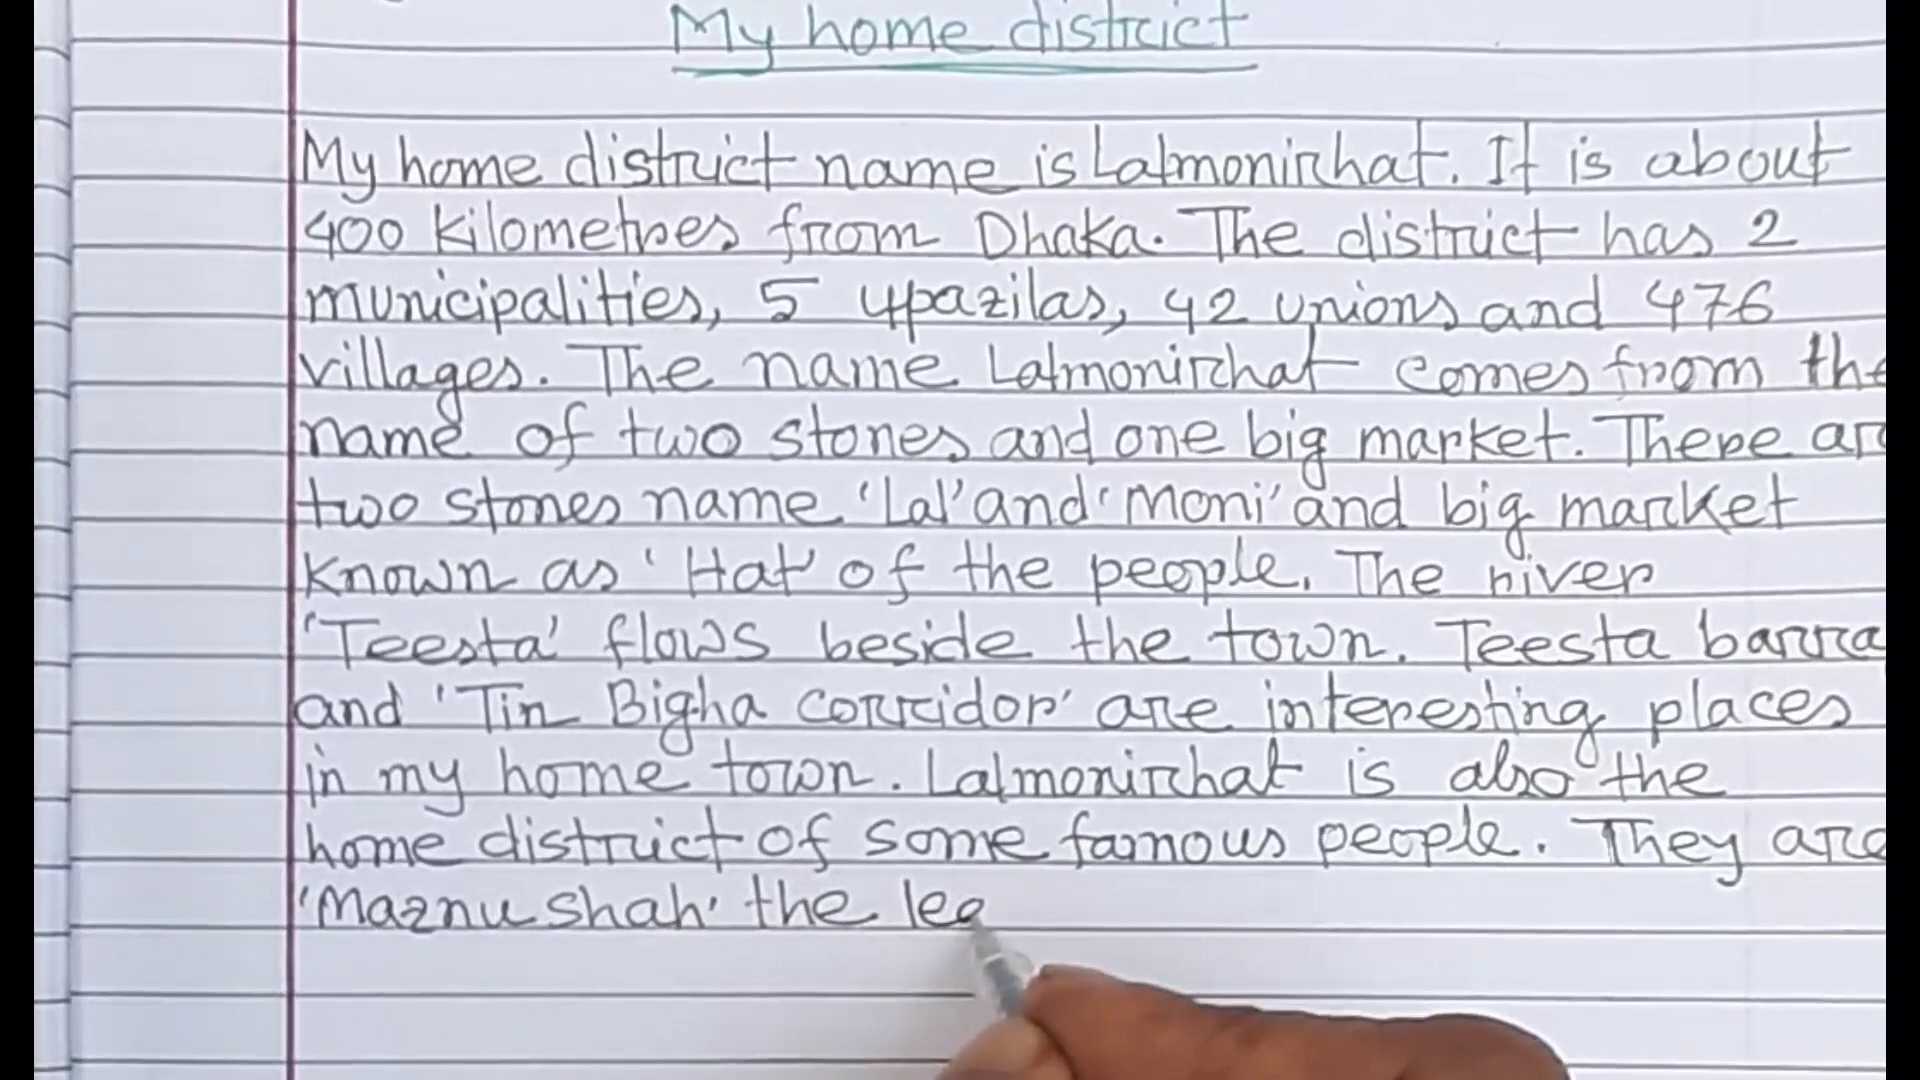 My home district
My home district name is Lalmonirhat. It is about
400 kilometres from Dhaka. The district has 2
municipalities, 5 upazilas, 42 unions and 476
villages. The name Lalmonirhat comes from the
name of two stones and one big market. There are
two stones name 'Lal' and 'Moni' and big market
known as 'Hat' of the people. The river
'Teesta' flows beside the town. Teesta barra
and 'Tin Bigha corridor' are interesting places
in my home town. Lalmonirhat is also the
home district of some famous people. They are
'Maznu shah' the lea